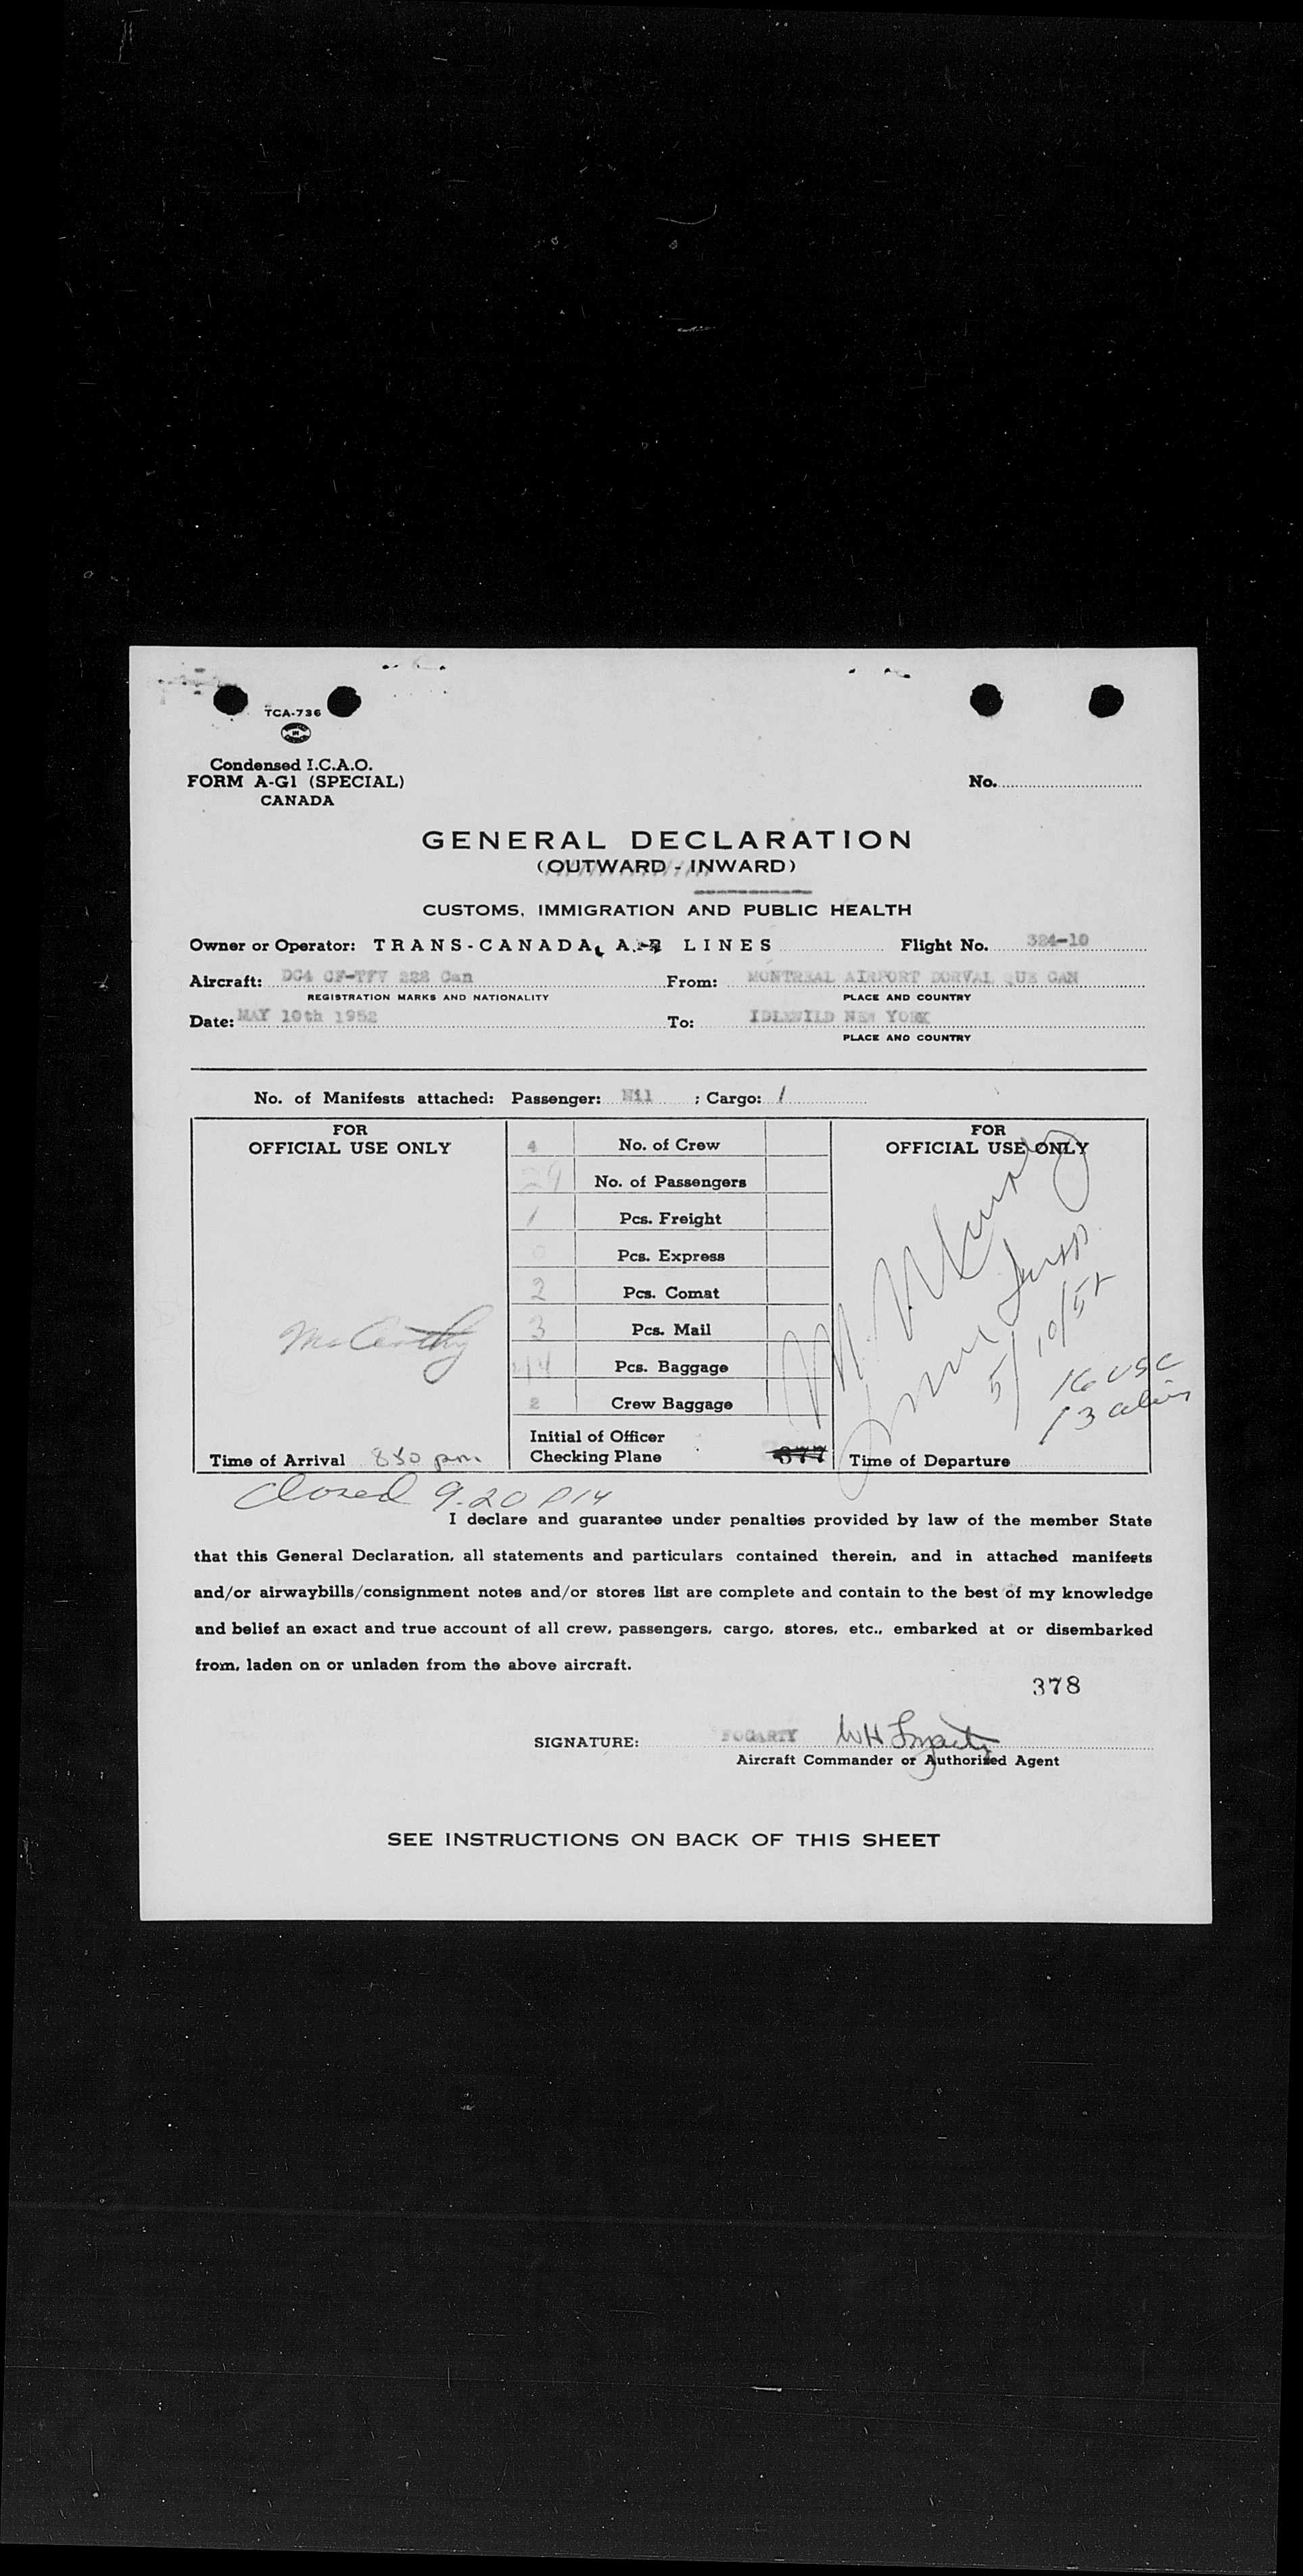 TCA-736
Condensed I.C.A.O.
FORM A-G1 (SPECIAL)
CANADA
No.
GENERAL DECLARATION
(OUTWARD - INWARD)
CUSTOMS, IMMIGRATION AND PUBLIC HEALTH
Owner or Operator: TRANS-CANADA AIR LINES Flight No. 324-10
Aircraft: DC4 CF-TFV 222 Can From: MONTREAL AIRPORT DORVAL QUE CAN
REGISTRATION MARKS AND NATIONALITY PLACE AND COUNTRY
Date: MAY 10th 1952 To: IDLEWILD NEW YORK
PLACE AND COUNTRY
No. of Manifests attached: Passenger: Nil ; Cargo: 1
FOR
OFFICIAL USE ONLY
McCarthy
Time of Arrival 850 pm
4 No. of Crew
29 No. of Passengers
1 Pcs. Freight
0 Pcs. Express
2 Pcs. Comat
3 Pcs. Mail
44 Pcs. Baggage
2 Crew Baggage
Initial of Officer
Checking Plane 377
FOR
OFFICIAL USE ONLY
5/10/52
16 USC
13 alien
Time of Departure
Closed 9.20 PM
I declare and guarantee under penalties provided by law of the member State
that this General Declaration, all statements and particulars contained therein, and in attached manifests
and/or airwaybills/consignment notes and/or stores list are complete and contain to the best of my knowledge
and belief an exact and true account of all crew, passengers, cargo, stores, etc., embarked at or disembarked
from, laden on or unladen from the above aircraft.
378
SIGNATURE: FOGARTY WH Fogarty
Aircraft Commander or Authorized Agent
SEE INSTRUCTIONS ON BACK OF THIS SHEET